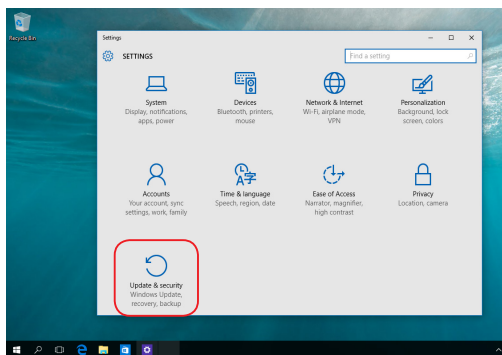 Recycle Bin
Settings
SETTINGS
Find a setting
System
Display, notifications,
apps, power
Devices
Bluetooth, printers,
mouse
Network & Internet
Wi-Fi, airplane mode,
VPN
Personalization
Background, lock
screen, colors
Accounts
Your account, sync
settings, work, family
Time & language
Speech, region, date
Ease of Access
Narrator, magnifier,
high contrast
Privacy
Location, camera
Update & security
Windows Update,
recovery, backup